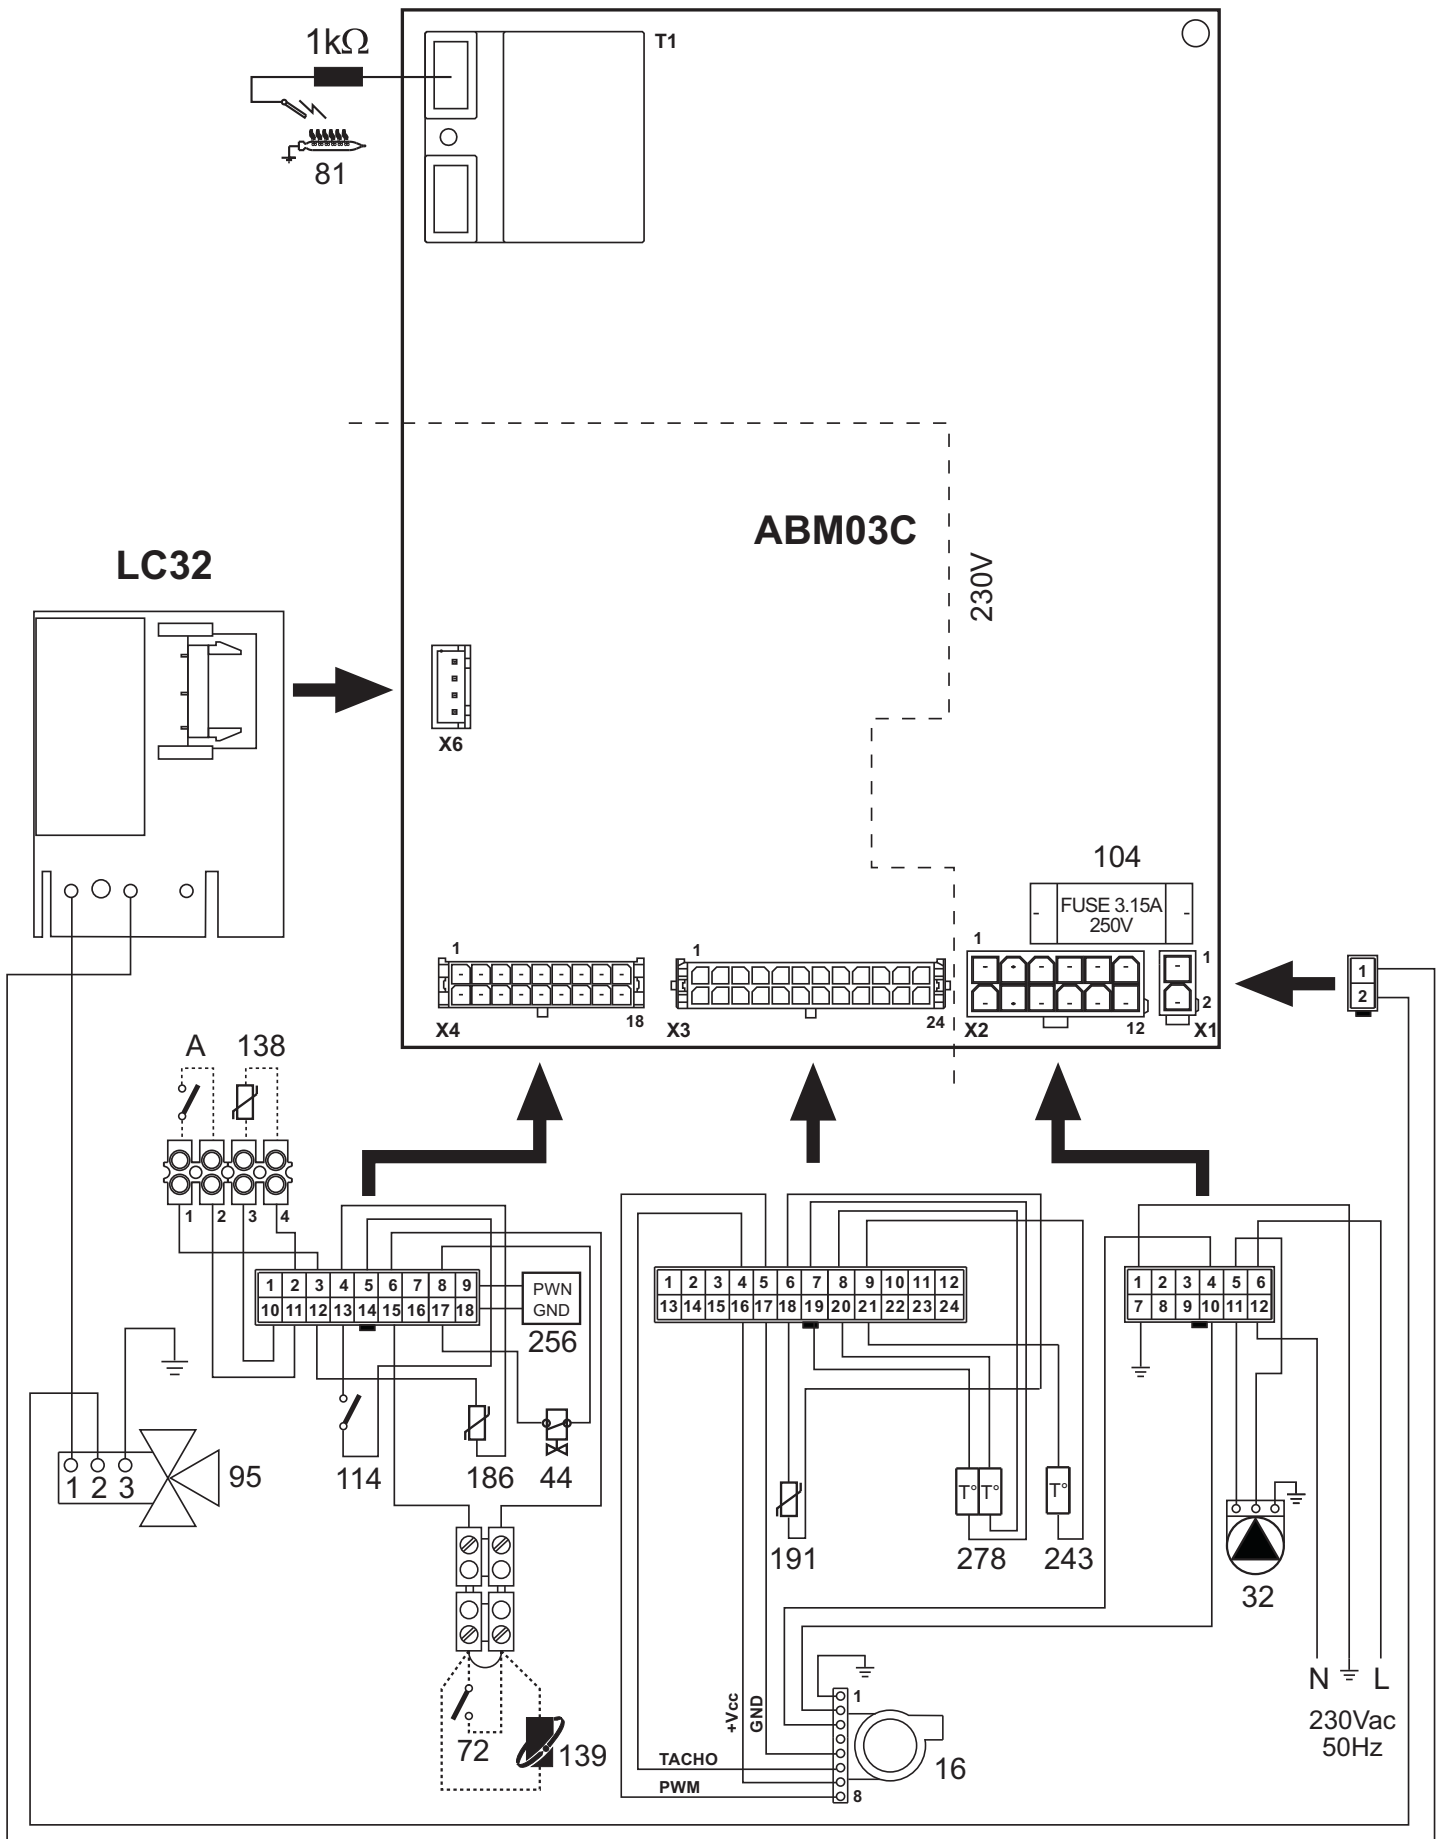 1kΩ
T1
81
ABM03C
230V
LC32
X6
104
FUSE 3.15A
250V
1
1
1
1
2
18
24
12
X4
X3
X2
X1
1
2
A
138
1
2
3
4
1 2 3 4 5 6 7 8 9
10 11 12 13 14 15 16 17 18
PWN
GND
256
1 2 3 4 5 6 7 8 9 10 11 12
13 14 15 16 17 18 19 20 21 22 23 24
1 2 3 4 5 6
7 8 9 10 11 12
1 2 3
95
114
186
44
191
278
T°
T°
243
T°
32
72
139
+Vcc
GND
TACHO
PWM
1
8
16
N
L
230Vac
50Hz